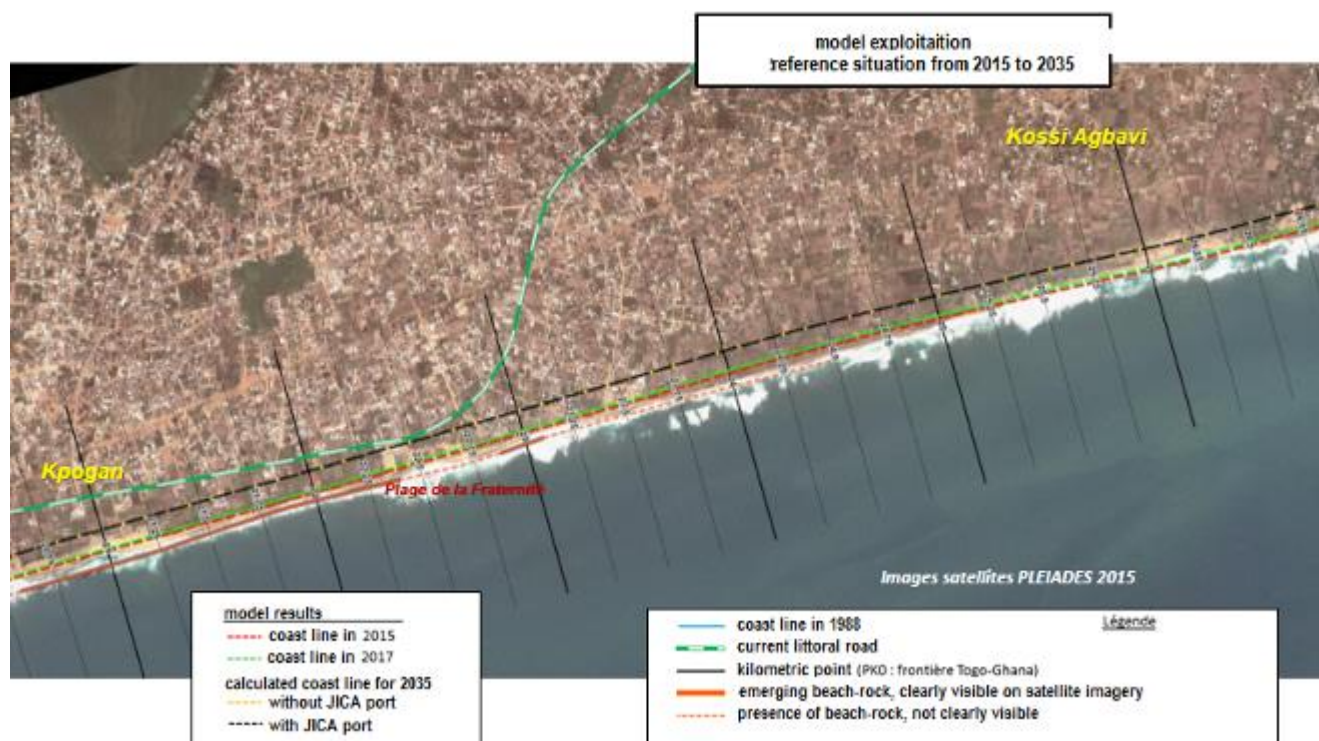 model exploitaition
reference situation from 2015 to 2035
Kossi Agbavi
Kpogan
Plage de la Fraternité
Images satellites PLEIADES 2015
model results
coast line in 2015
coast line in 2017
calculated coast line for 2035
without JICA port
with JICA port
Légende
coast line in 1988
current littoral road
kilometric point (PK0 : frontière Togo-Ghana)
emerging beach-rock, clearly visible on satellite imagery
presence of beach-rock, not clearly visible